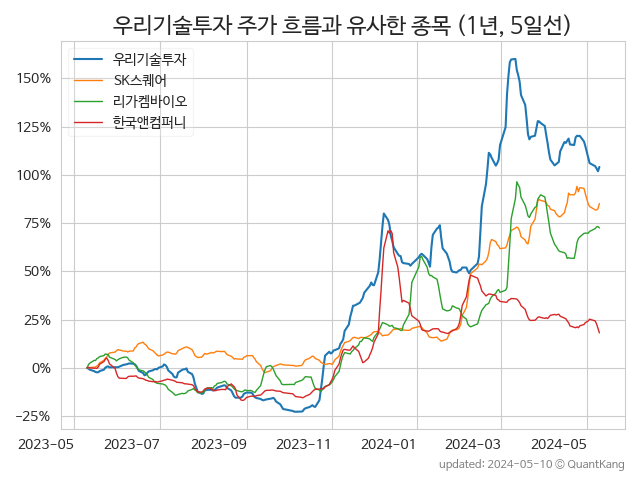 우리기술투자 주가 흐름과 유사한 종목 (1년, 5일선)
우리기술투자
SK스퀘어
리가켐바이오
한국앤컴퍼니
150%
125%
100%
75%
50%
25%
0%
−25%
2023-05 2023-07 2023-09 2023-11 2024-01 2024-03 2024-05
updated: 2024-05-10 © QuantKang